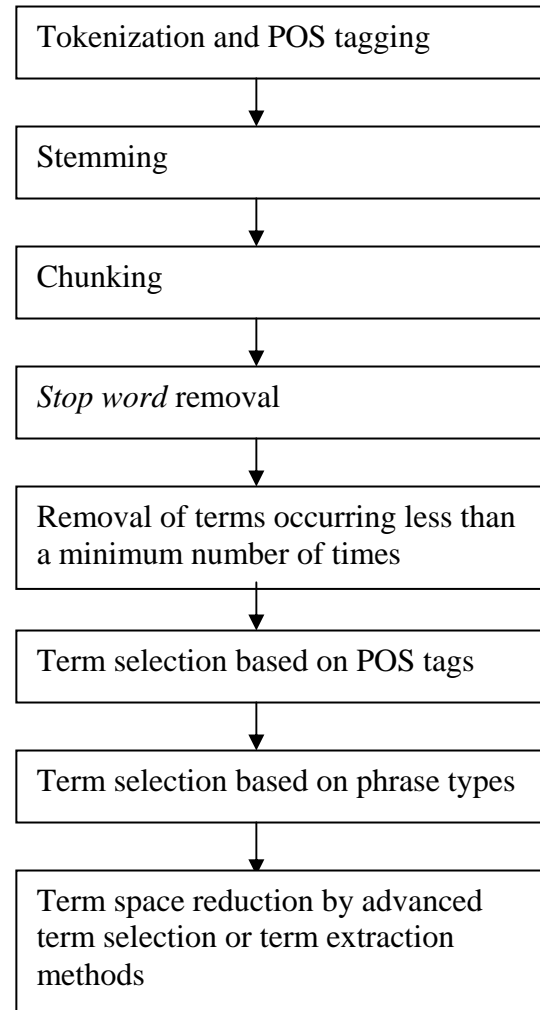 Tokenization and POS tagging
Stemming
Chunking
Stop word removal
Removal of terms occurring less than
a minimum number of times
Term selection based on POS tags
Term selection based on phrase types
Term space reduction by advanced
term selection or term extraction
methods